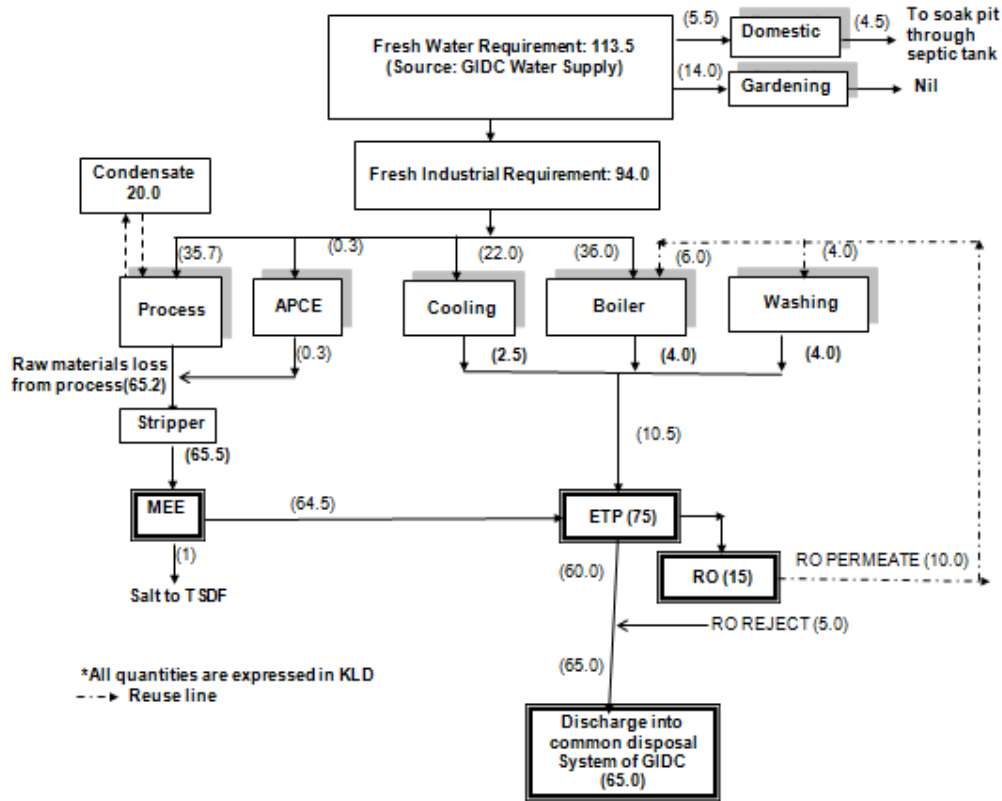 Fresh Water Requirement: 113.5
(Source: GIDC Water Supply)
(5.5)
Domestic
(4.5)
To soak pit
through
septic tank
(14.0)
Gardening
Nil
Fresh Industrial Requirement: 94.0
Condensate
20.0
(35.7)
(0.3)
(22.0)
(36.0)
(6.0)
(4.0)
Process
APCE
Cooling
Boiler
Washing
Raw materials loss
from process(65.2)
(0.3)
(2.5)
(4.0)
(4.0)
Stripper
(65.5)
(10.5)
MEE
(64.5)
ETP (75)
(1)
Salt to TSDF
(60.0)
RO (15)
RO PERMEATE (10.0)
RO REJECT (5.0)
(65.0)
*All quantities are expressed in KLD
Reuse line
Discharge into
common disposal
System of GIDC
(65.0)